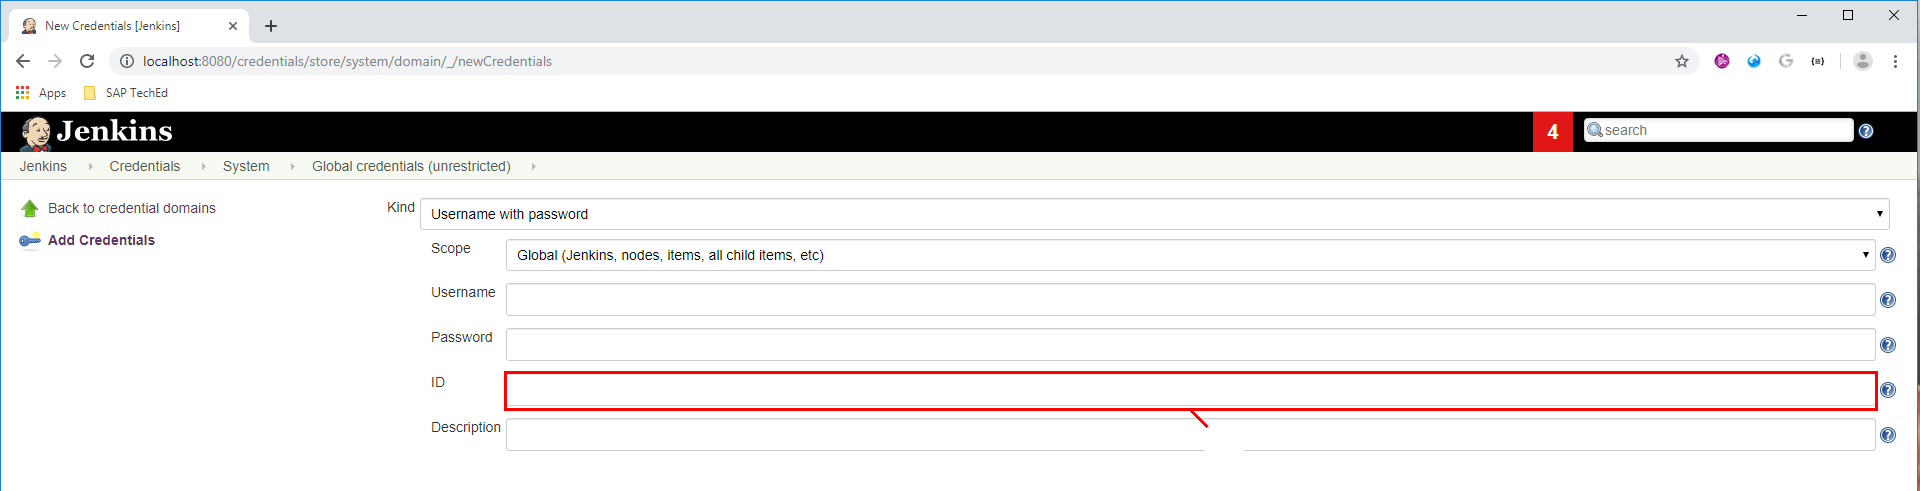 New Credentials [Jenkins]
localhost:8080/credentials/store/system/domain/_/newCredentials
Apps
SAP TechEd
Jenkins
4
search
Jenkins
Credentials
System
Global credentials (unrestricted)
Back to credential domains
Add Credentials
Kind
Username with password
Scope
Global (Jenkins, nodes, items, all child items, etc)
Username
Password
ID
Description